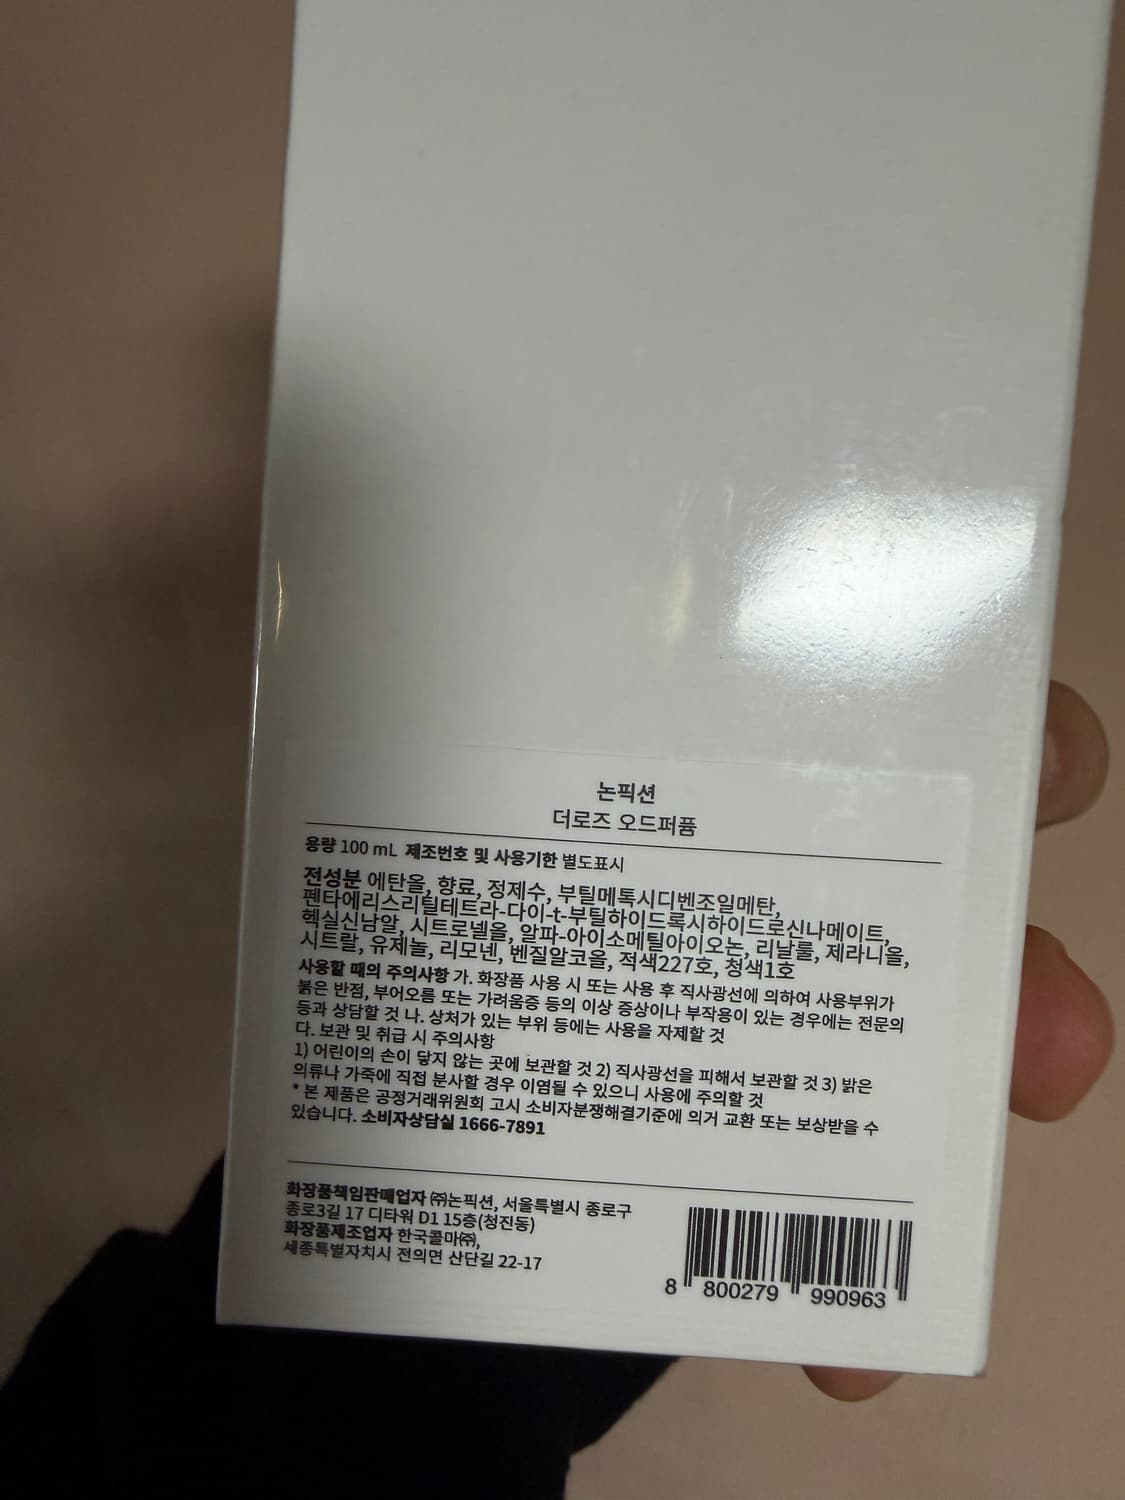 논픽션
더로즈 오드퍼퓸
용량 100 mL 제조번호 및 사용기한 별도표시
전성분 에탄올, 향료, 정제수, 부틸메톡시디벤조일메탄,
펜타에리스리틸테트라-다이-t-부틸하이드록시하이드로신나메이트,
헥실신남알, 시트로넬올, 알파-아이소메틸아이오논, 리날룰, 제라니올,
시트랄, 유제놀, 리모넨, 벤질알코올, 적색227호, 청색1호
사용할 때의 주의사항 가. 화장품 사용 시 또는 사용 후 직사광선에 의하여 사용부위가
붉은 반점, 부어오름 또는 가려움증 등의 이상 증상이나 부작용이 있는 경우에는 전문의
등과 상담할 것 나. 상처가 있는 부위 등에는 사용을 자제할 것
다. 보관 및 취급 시 주의사항
1) 어린이의 손이 닿지 않는 곳에 보관할 것 2) 직사광선을 피해서 보관할 것 3) 밝은
의류나 가죽에 직접 분사할 경우 이염될 수 있으니 사용에 주의할 것
* 본 제품은 공정거래위원회 고시 소비자분쟁해결기준에 의거 교환 또는 보상받을 수
있습니다. 소비자상담실 1666-7891
화장품책임판매업자 ㈜논픽션, 서울특별시 종로구
종로3길 17 디타워 D1 15층(청진동)
화장품제조업자 한국콜마㈜,
세종특별자치시 전의면 산단길 22-17
8 800279 990963